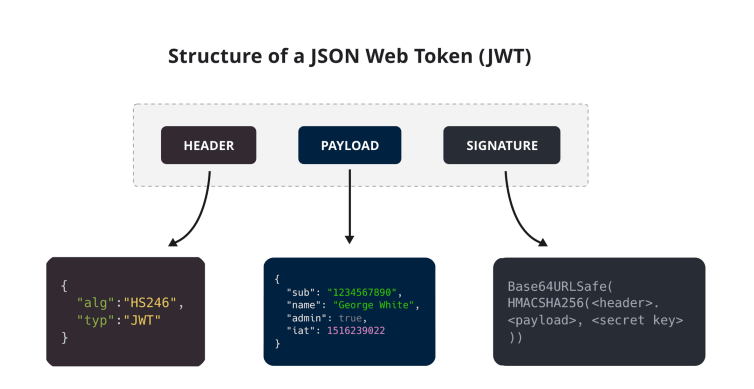 Structure of a JSON Web Token (JWT)
HEADER
PAYLOAD
SIGNATURE
{
"alg":"HS246",
"typ":"JWT"
}
{
"sub": "1234567890",
"name": "George White",
"admin": true,
"iat": 1516239022
}
Base64URLSafe(
HMACSHA256(<header>.
<payload>, <secret key>
))